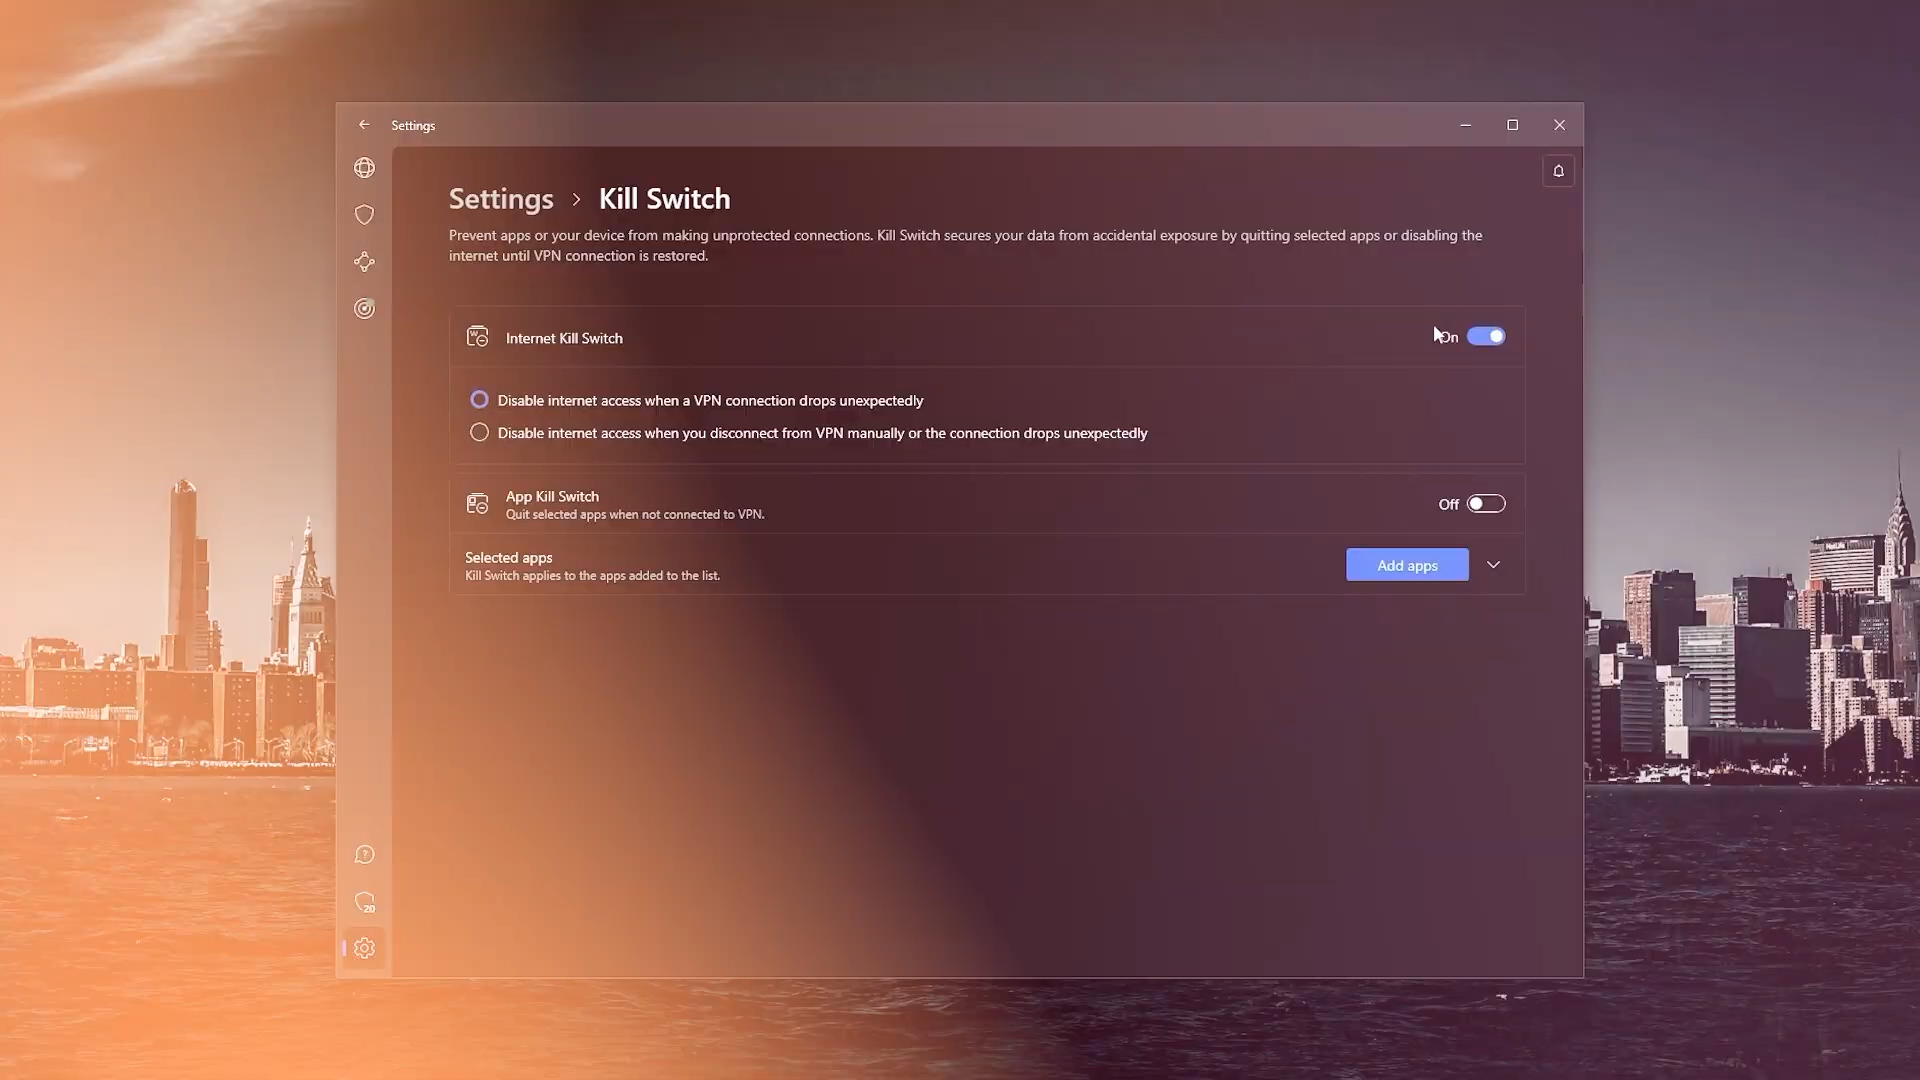 Settings
Settings > Kill Switch
Prevent apps or your device from making unprotected connections. Kill Switch secures your data from accidental exposure by quitting selected apps or disabling the
internet until VPN connection is restored.
Internet Kill Switch
On
Disable internet access when a VPN connection drops unexpectedly
Disable internet access when you disconnect from VPN manually or the connection drops unexpectedly
App Kill Switch
Off
Quit selected apps when not connected to VPN.
Selected apps
Add apps
Kill Switch applies to the apps added to the list.
MetLife
20